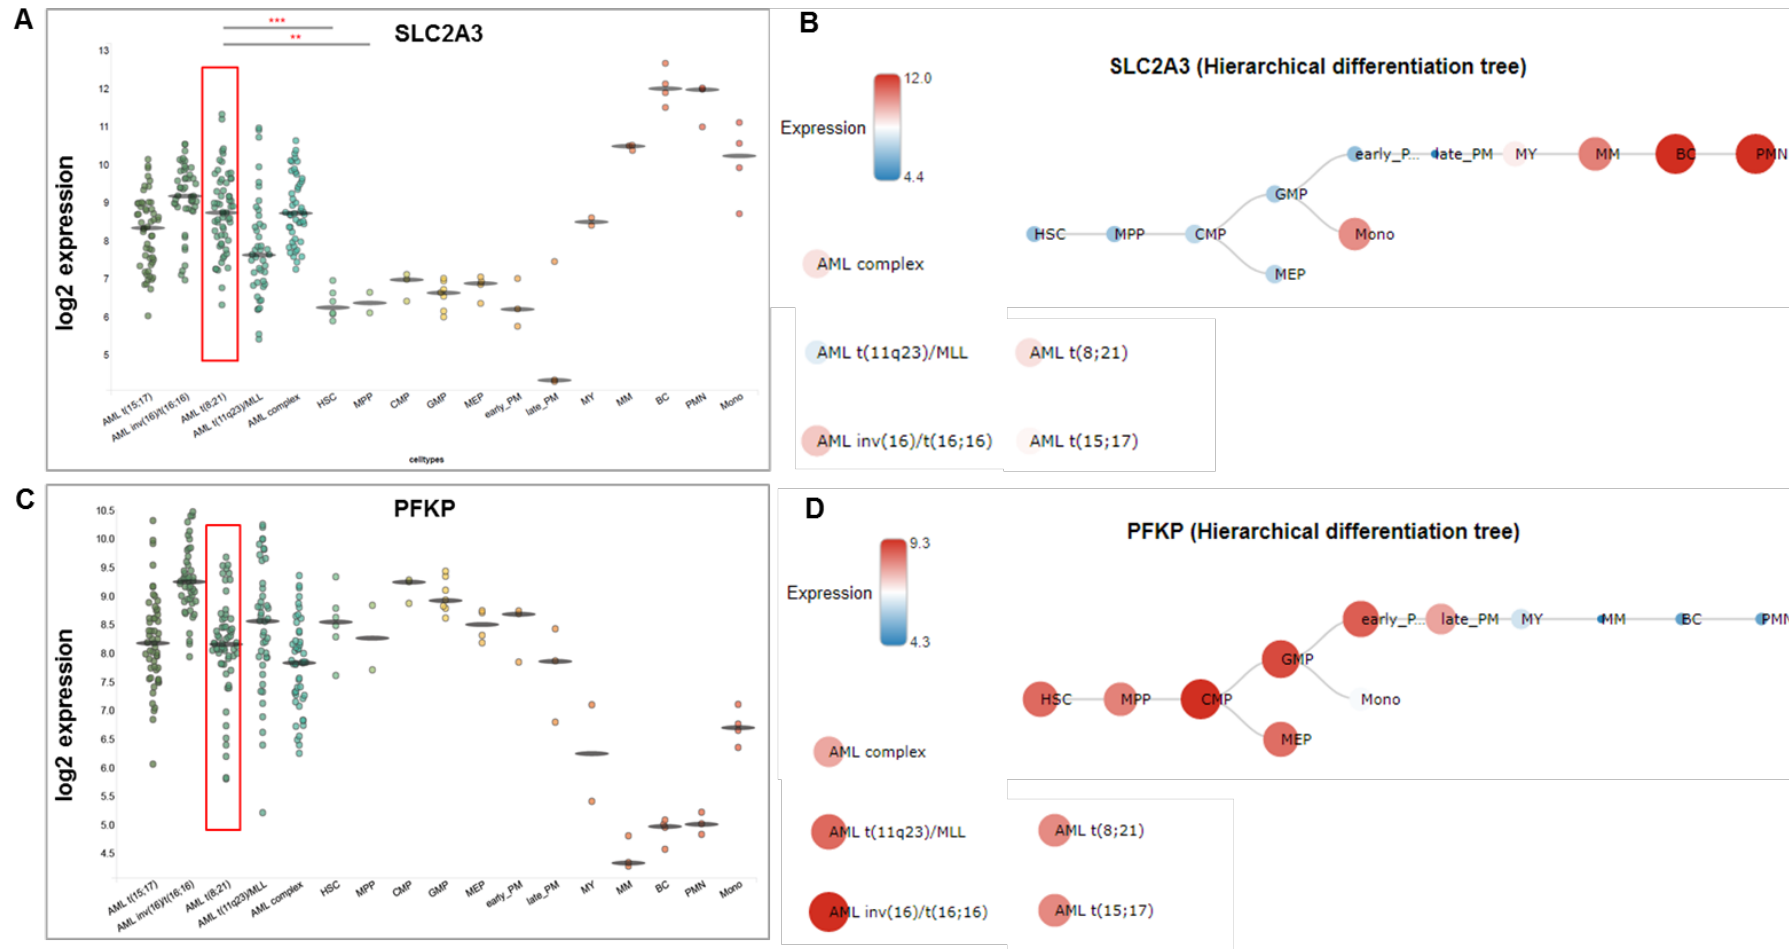 A
***
**
SLC2A3
13
12
11
10
9
8
7
6
5
log2 expression
AML t(15;17)
AML inv(16)/t(16;16)
AML t(8;21)
AML t(11q23)/MLL
AML complex
HSC
MPP
CMP
GMP
MEP
early_PM
late_PM
MY
MM
BC
PMN
Mono
celltypes
B
SLC2A3 (Hierarchical differentiation tree)
12.0
Expression
4.4
early_P...
late_PM
MY
MM
BC
PMN
GMP
HSC
MPP
CMP
Mono
MEP
AML complex
AML t(11q23)/MLL
AML t(8;21)
AML inv(16)/t(16;16)
AML t(15;17)
C
PFKP
10.5
10.0
9.5
9.0
8.5
8.0
7.5
7.0
6.5
6.0
5.5
5.0
4.5
log2 expression
AML t(15;17)
AML inv(16)/t(16;16)
AML t(8;21)
AML t(11q23)/MLL
AML complex
HSC
MPP
CMP
GMP
MEP
early_PM
late_PM
MY
MM
BC
PMN
Mono
D
PFKP (Hierarchical differentiation tree)
9.3
Expression
4.3
early_P...
late_PM
MY
MM
BC
PMN
GMP
HSC
MPP
CMP
Mono
MEP
AML complex
AML t(11q23)/MLL
AML t(8;21)
AML inv(16)/t(16;16)
AML t(15;17)